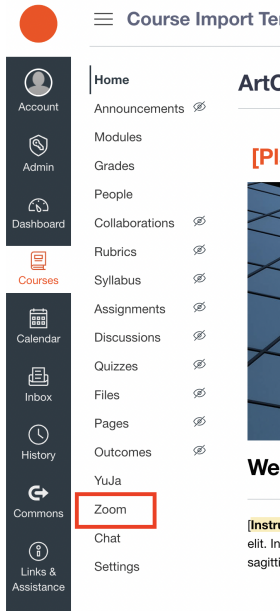 Course Import Te
Account
Admin
Dashboard
Courses
Calendar
Inbox
History
Commons
Links &
Assistance
Home
Announcements
Modules
Grades
People
Collaborations
Rubrics
Syllabus
Assignments
Discussions
Quizzes
Files
Pages
Outcomes
YuJa
Zoom
Chat
Settings
ArtC
[Pl
We
[Instru
elit. In
sagitti